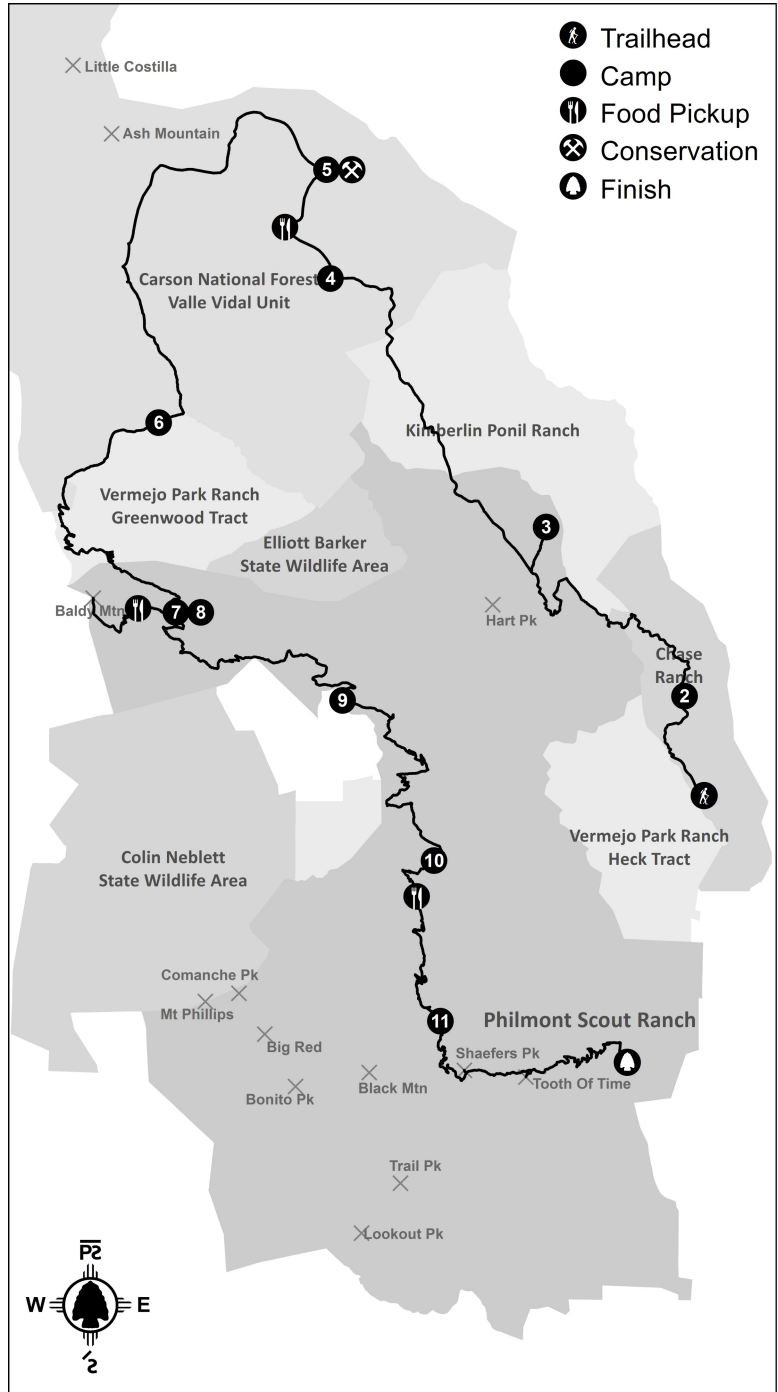 Trailhead
Camp
Food Pickup
Conservation
Finish
Little Costilla
Ash Mountain
5
4
Carson National Forest
Valle Vidal Unit
6
Kimberlin Ponil Ranch
Vermejo Park Ranch
Greenwood Tract
3
Elliott Barker
State Wildlife Area
Baldy Mtn
7
8
Hart Pk
Chase
Ranch
2
9
Vermejo Park Ranch
Heck Tract
Colin Neblett
State Wildlife Area
10
Comanche Pk
Mt Phillips
11
Philmont Scout Ranch
Big Red
Shaefers Pk
Black Mtn
Tooth Of Time
Bonito Pk
Trail Pk
Lookout Pk
W
E